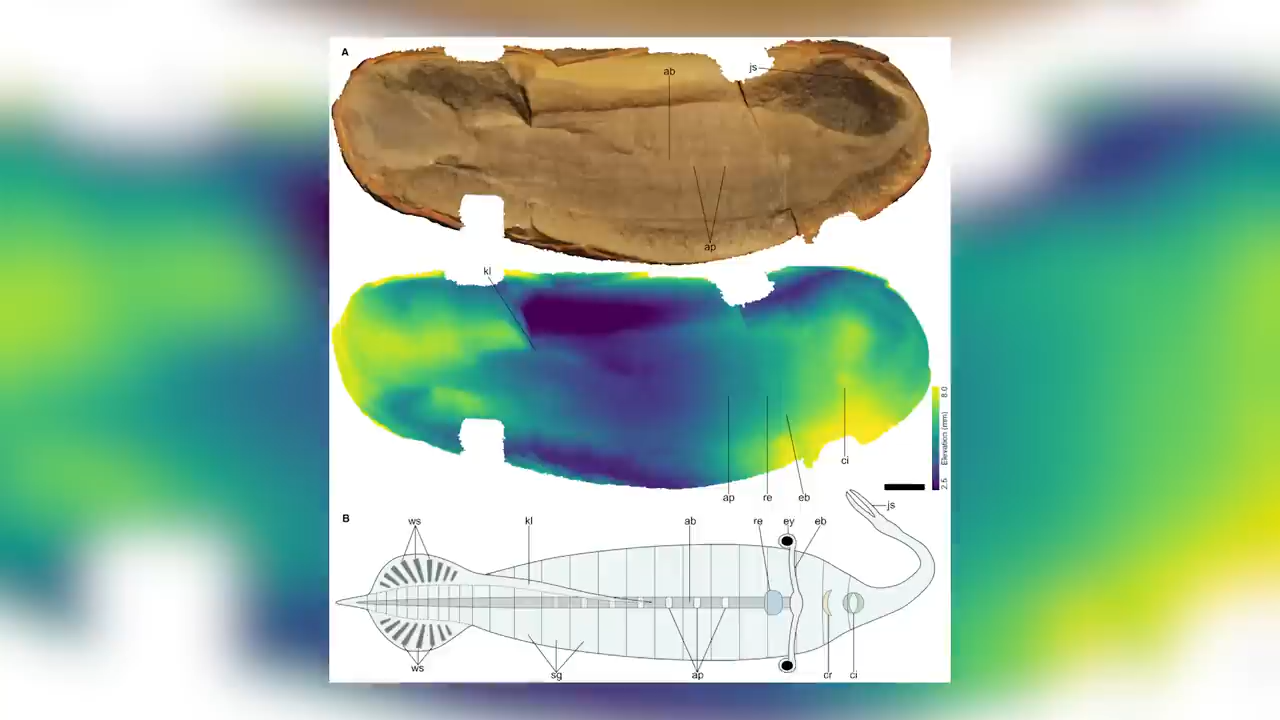 A
ab
js
ap
kl
8.0
Elevation (mm)
2.5
ci
ap re eb
B
js
ws kl ab re ey eb
ws sg ap cr ci